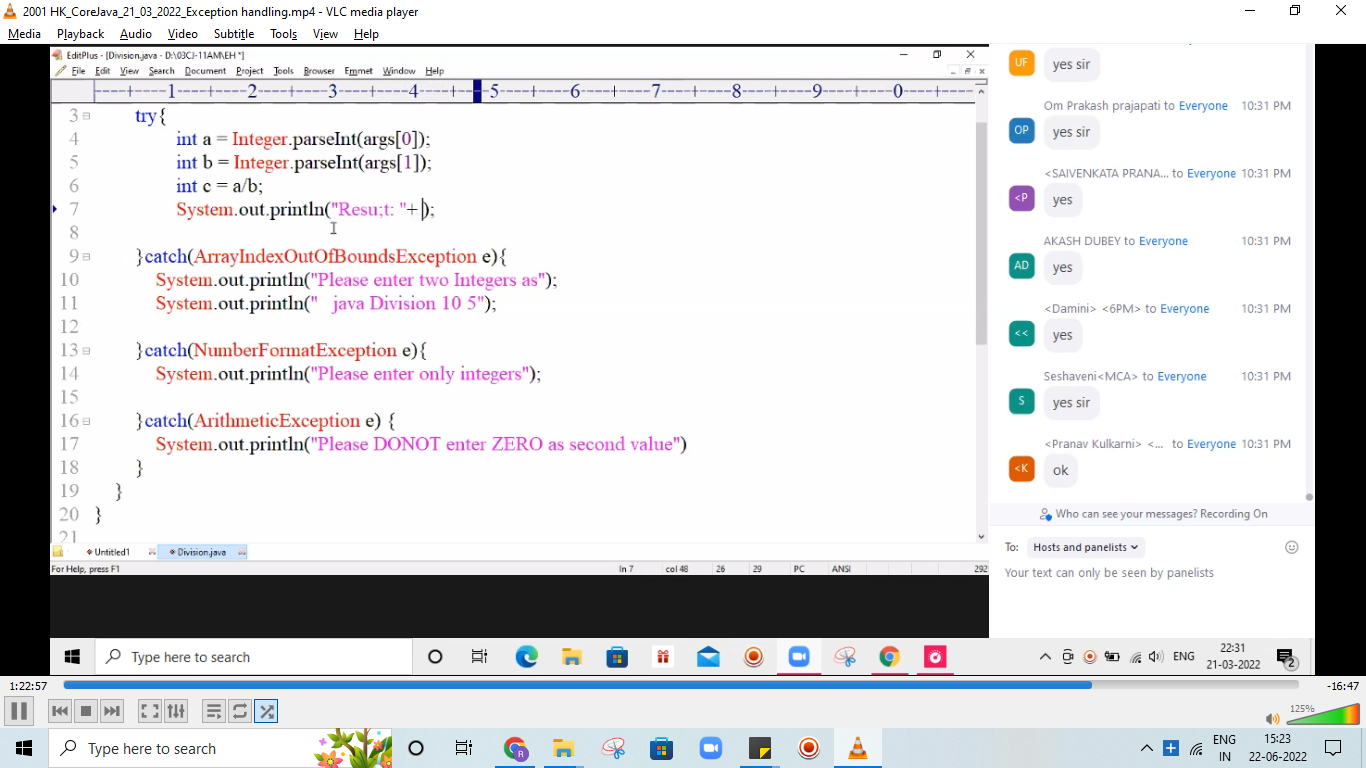 2001 HK_CoreJava_21_03_2022_Exception handling.mp4 - VLC media player
Media Playback Audio Video Subtitle Tools View Help
EditPlus - [Division.java - D:\03CJ-11AM\EH *]
File Edit View Search Document Project Tools Browser Emmet Window Help
----+----1----+----2----+----3----+----4----+----5----+----6----+----7----+----8----+----9----+----0----+----
3 try{
4 int a = Integer.parseInt(args[0]);
5 int b = Integer.parseInt(args[1]);
6 int c = a/b;
7 System.out.println("Resu;t: "+ );
8
9 }catch(ArrayIndexOutOfBoundsException e){
10 System.out.println("Please enter two Integers as");
11 System.out.println("   java Division 10 5");
12
13 }catch(NumberFormatException e){
14 System.out.println("Please enter only integers");
15
16 }catch(ArithmeticException e) {
17 System.out.println("Please DONOT enter ZERO as second value")
18 }
19 }
20 }
21
Untitled1 Division.java
For Help, press F1 ln 7 col 48 26 29 PC ANSI 292
UF yes sir
Om Prakash prajapati to Everyone 10:31 PM
OP yes sir
<SAIVENKATA PRANA... to Everyone 10:31 PM
<P yes
AKASH DUBEY to Everyone 10:31 PM
AD yes
<Damini> <6PM> to Everyone 10:31 PM
<< yes
Seshaveni<MCA> to Everyone 10:31 PM
S yes sir
<Pranav Kulkarni> <... to Everyone 10:31 PM
<K ok
Who can see your messages? Recording On
To: Hosts and panelists
Your text can only be seen by panelists
Type here to search
ENG
22:31
21-03-2022
2
1:22:57
-16:47
125%
Type here to search
ENG
IN
15:23
22-06-2022